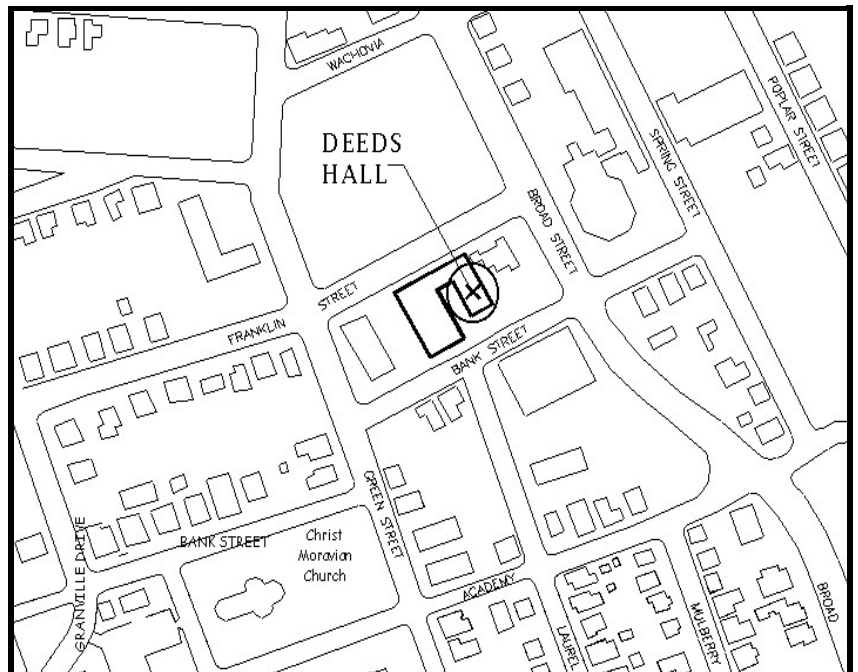 WACHOVIA
POPLAR STREET
DEEDS
HALL
SPRING STREET
BROAD STREET
STREET
FRANKLIN
BANK STREET
GREEN STREET
GRANVILLE DRIVE
BANK STREET
Christ
Moravian
Church
ACADEMY
BROAD
MULBERRY
LAUREL